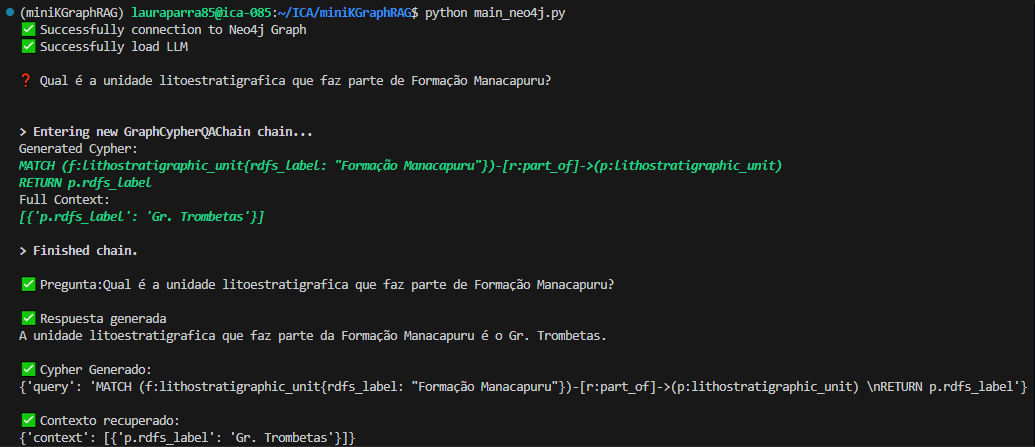 (miniKGraphRAG) lauraparra85@ica-085:~/ICA/miniKGraphRAG$ python main_neo4j.py
✅ Successfully connection to Neo4j Graph
✅ Successfully load LLM
❓ Qual é a unidade litoestratigrafica que faz parte de Formação Manacapuru?
> Entering new GraphCypherQAChain chain...
Generated Cypher:
MATCH (f:lithostratigraphic_unit{rdfs_label: "Formação Manacapuru"})-[r:part_of]->(p:lithostratigraphic_unit)
RETURN p.rdfs_label
Full Context:
[{'p.rdfs_label': 'Gr. Trombetas'}]
> Finished chain.
✅ Pregunta:Qual é a unidade litoestratigrafica que faz parte de Formação Manacapuru?
✅ Respuesta generada
A unidade litoestratigrafica que faz parte da Formação Manacapuru é o Gr. Trombetas.
✅ Cypher Generado:
{'query': 'MATCH (f:lithostratigraphic_unit{rdfs_label: "Formação Manacapuru"})-[r:part_of]->(p:lithostratigraphic_unit) \nRETURN p.rdfs_label'}
✅ Contexto recuperado:
{'context': [{'p.rdfs_label': 'Gr. Trombetas'}]}